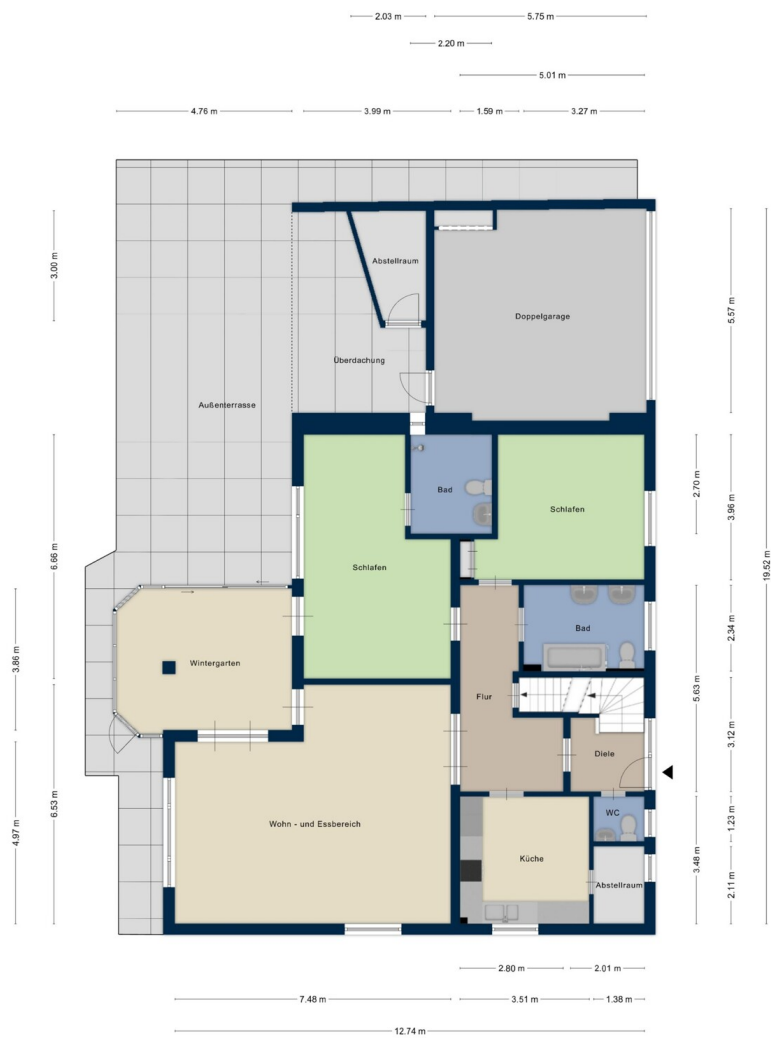 2.03 m
5.75 m
2.20 m
5.01 m
4.76 m
3.99 m
1.59 m
3.27 m
3.00 m
Abstellraum
Doppelgarage
5.57 m
Überdachung
Außenterrasse
Bad
Schlafen
2.70 m
3.96 m
19.52 m
6.66 m
Schlafen
Bad
2.34 m
3.86 m
Wintergarten
Flur
5.63 m
3.12 m
Diele
6.53 m
4.97 m
Wohn - und Essbereich
WC
1.23 m
Küche
3.48 m
Abstellraum
2.11 m
2.80 m
2.01 m
7.48 m
3.51 m
1.38 m
12.74 m